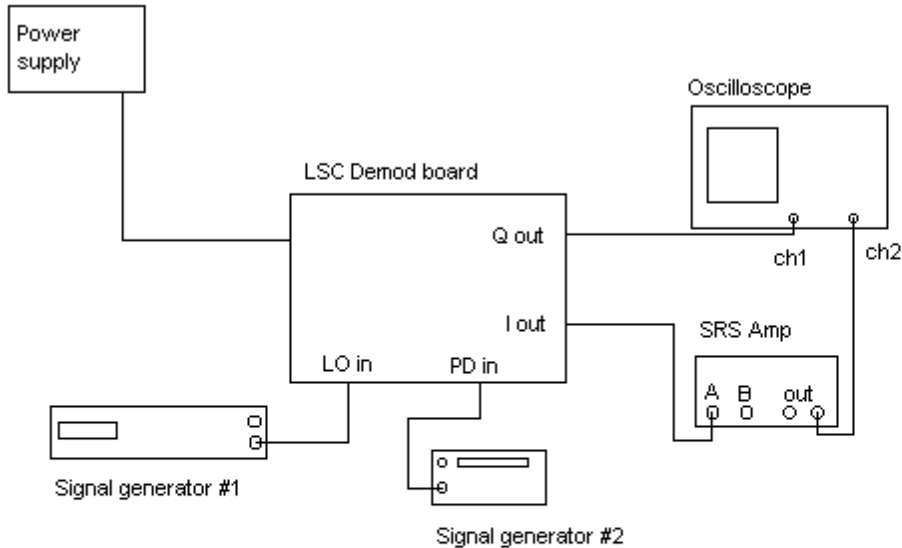 Power
supply
Oscilloscope
LSC Demod board
Q out
ch1
ch2
I out
SRS Amp
LO in
PD in
A
B
out
Signal generator #1
Signal generator #2